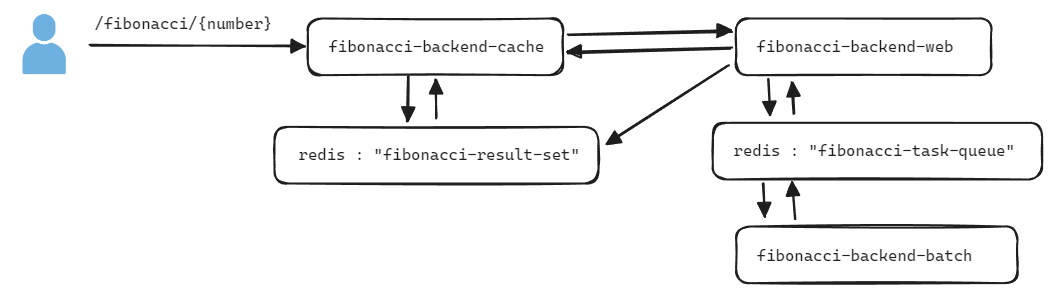 /fibonacci/{number}
fibonacci-backend-cache
fibonacci-backend-web
redis : "fibonacci-result-set"
redis : "fibonacci-task-queue"
fibonacci-backend-batch